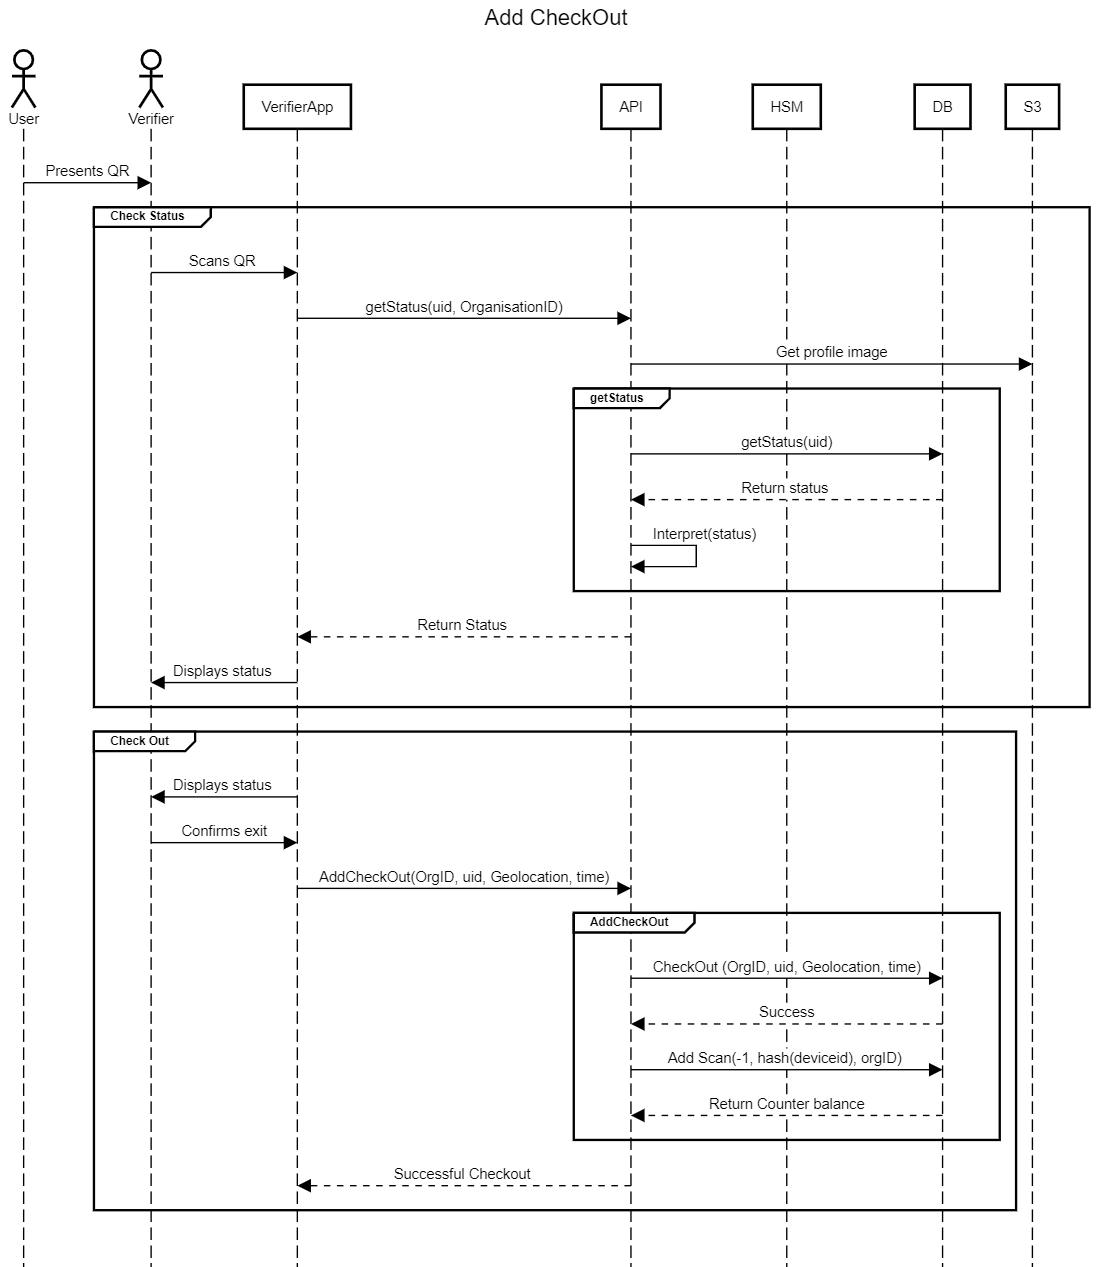 Add CheckOut
User
Verifier
VerifierApp
API
HSM
DB
S3
Presents QR
Check Status
Scans QR
getStatus(uid, OrganisationID)
Get profile image
getStatus
getStatus(uid)
Return status
Interpret(status)
Return Status
Displays status
Check Out
Displays status
Confirms exit
AddCheckOut(OrgID, uid, Geolocation, time)
AddCheckOut
CheckOut (OrgID, uid, Geolocation, time)
Success
Add Scan(-1, hash(deviceid), orgID)
Return Counter balance
Successful Checkout